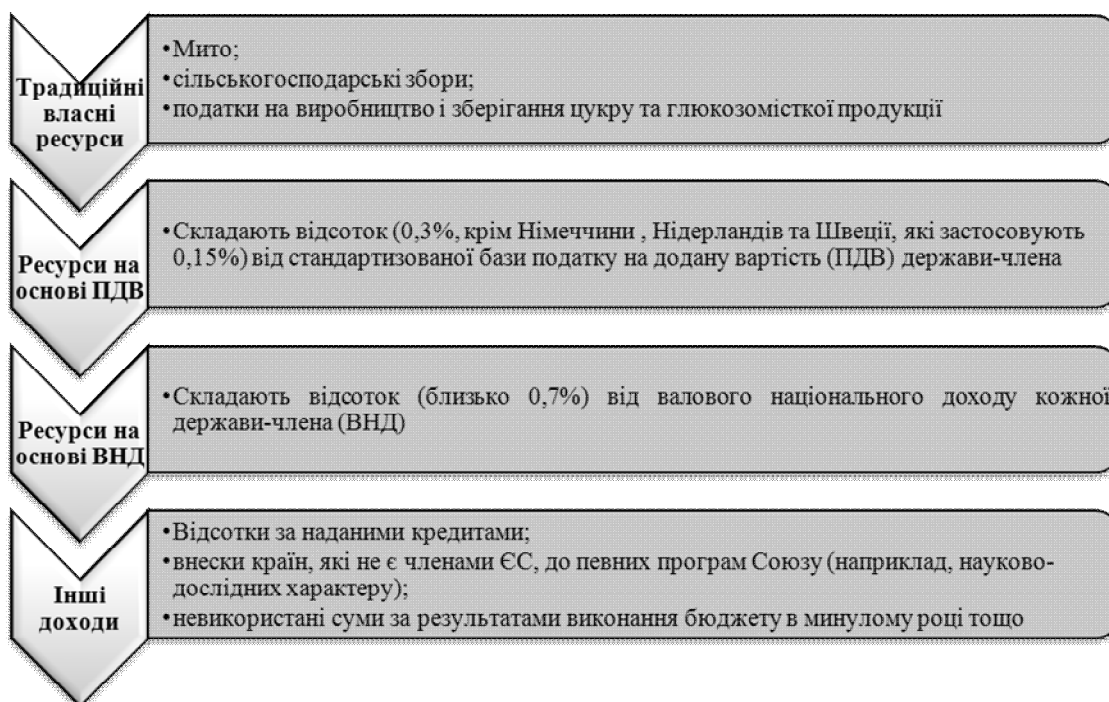 Традиційні
власні
ресурси
•Мито;
•сільськогосподарські збори;
•податки на виробництво і зберігання цукру та глюкозомісткої продукції
Ресурси на
основі ПДВ
•Складають відсоток (0,3%, крім Німеччини , Нідерландів та Швеції, які застосовують
0,15%) від стандартизованої бази податку на додану вартість (ПДВ) держави-члена
Ресурси на
основі ВНД
•Складають відсоток (близько 0,7%) від валового національного доходу кожної
держави-члена (ВНД)
Інші
доходи
•Відсотки за наданими кредитами;
•внески країн, які не є членами ЄС, до певних програм Союзу (наприклад, науково-
дослідних характеру);
•невикористані суми за результатами виконання бюджету в минулому році тощо